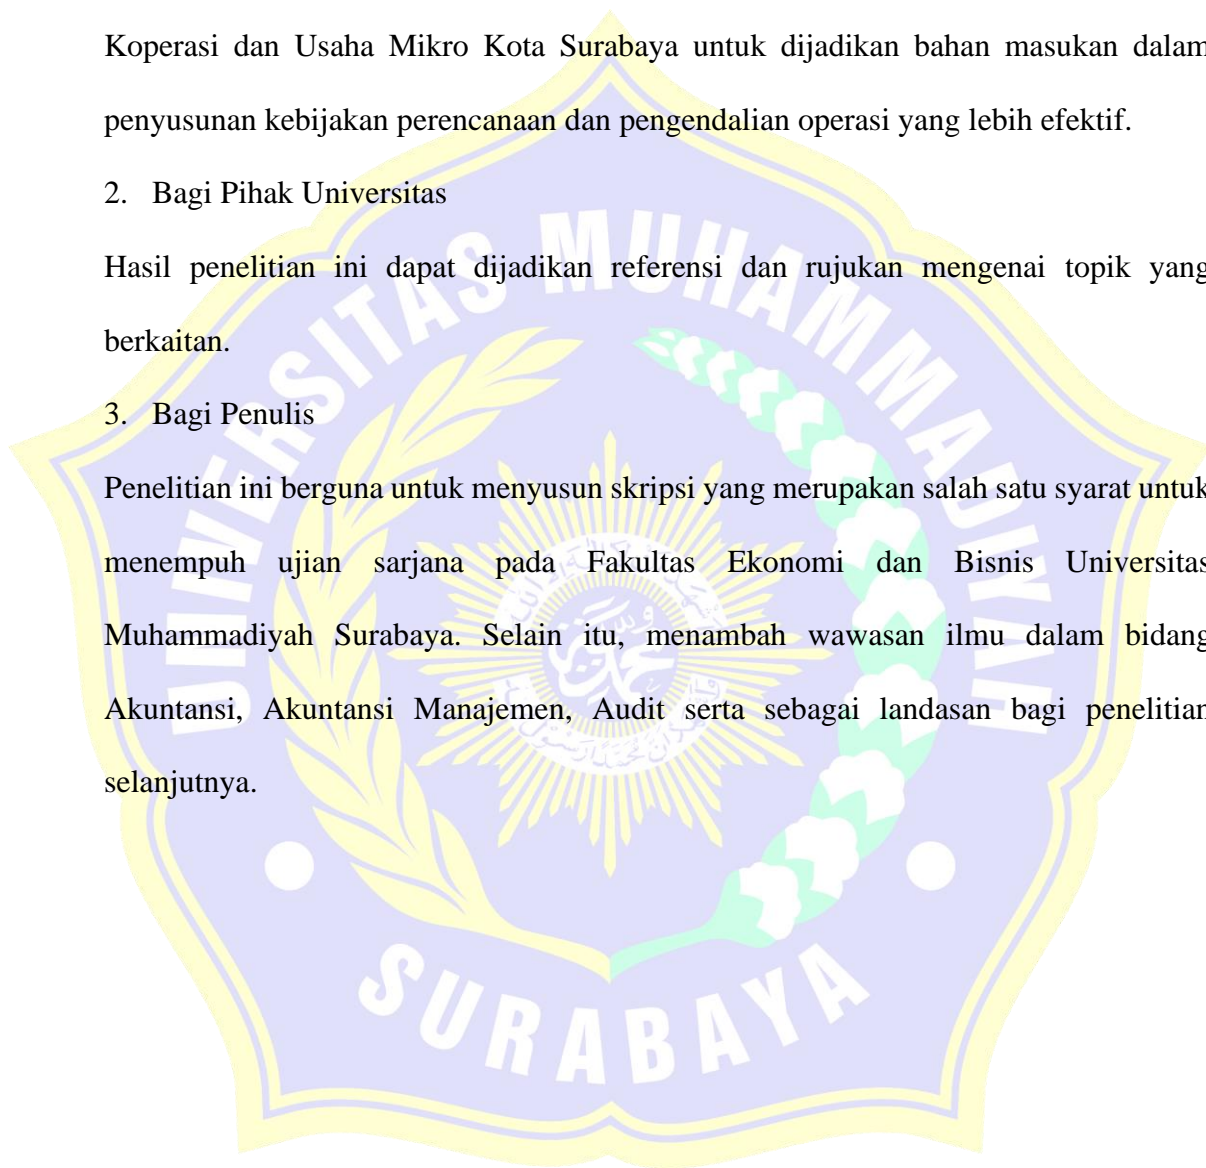 Koperasi dan Usaha Mikro Kota Surabaya untuk dijadikan bahan masukan dalam
penyusunan kebijakan perencanaan dan pengendalian operasi yang lebih efektif.
2. Bagi Pihak Universitas
Hasil penelitian ini dapat dijadikan referensi dan rujukan mengenai topik yang
berkaitan.
3. Bagi Penulis
Penelitian ini berguna untuk menyusun skripsi yang merupakan salah satu syarat untuk
menempuh ujian sarjana pada Fakultas Ekonomi dan Bisnis Universitas
Muhammadiyah Surabaya. Selain itu, menambah wawasan ilmu dalam bidang
Akuntansi, Akuntansi Manajemen, Audit serta sebagai landasan bagi penelitian
selanjutnya.
UNIVERSITAS MUHAMMADIYAH
SURABAYA